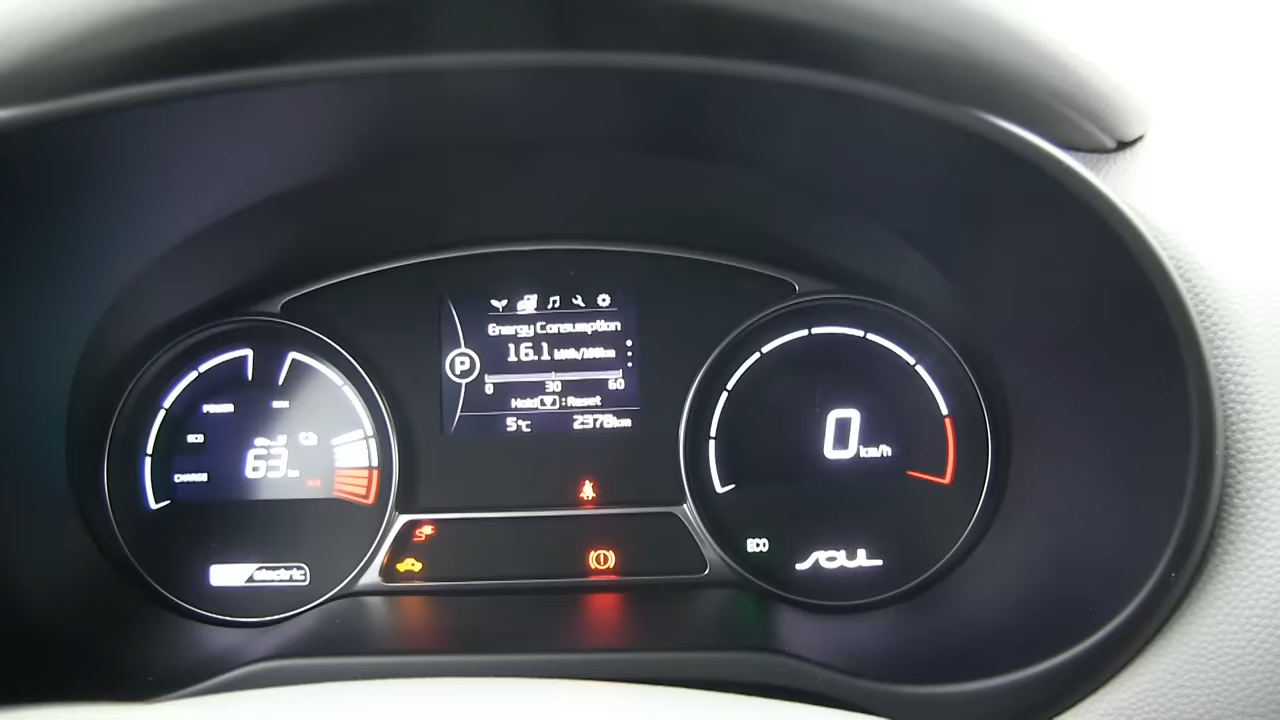 Energy Consumption
16.1 kWh/100km
0 30 60
Hold ▼ : Reset
5℃ 2378km
P
POWER
ECO
CHARGE
63
electric
0 km/h
ECO
SOUL